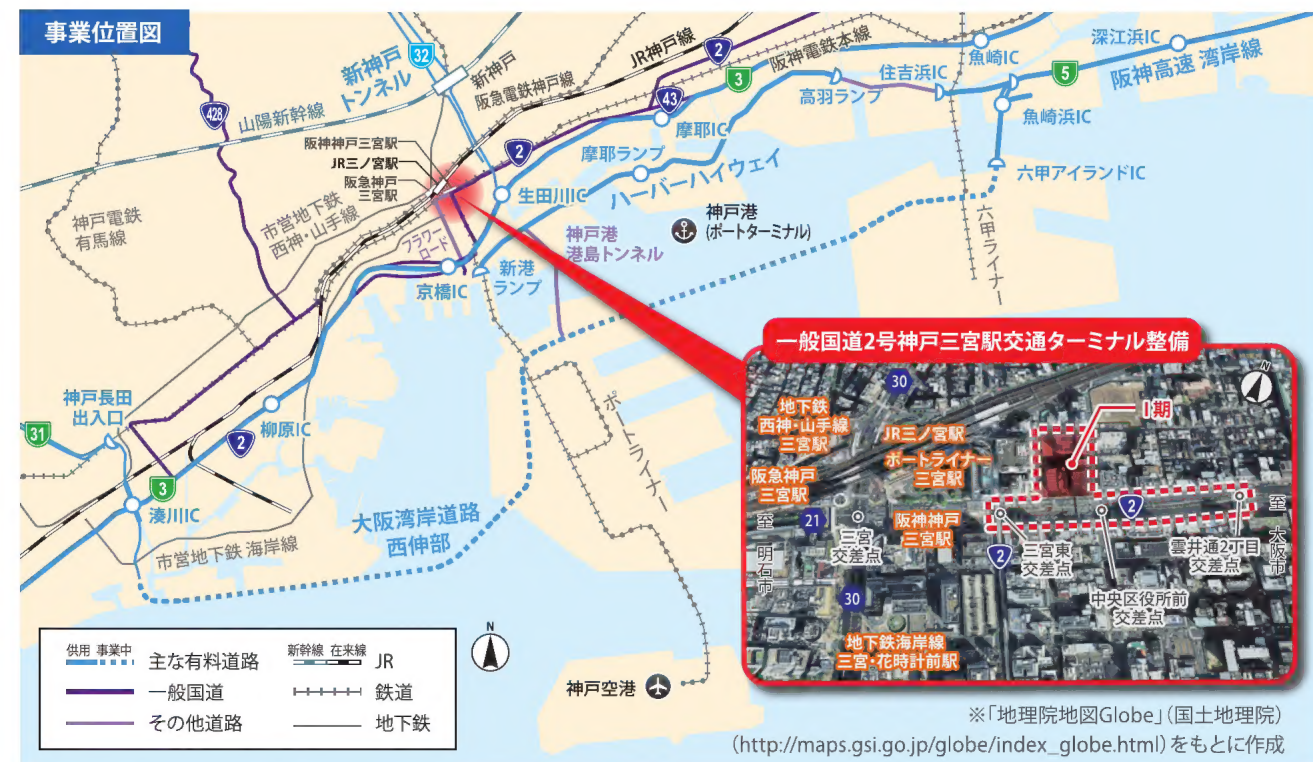 事業位置図
新神戸
トンネル
32
新神戸
阪急電鉄神戸線
JR神戸線
2
3
阪神電鉄本線
魚崎IC
深江浜IC
住吉浜IC
5
阪神高速 湾岸線
高羽ランプ
魚崎浜IC
六甲アイランドIC
六甲ライナー
428
山陽新幹線
43
摩耶IC
摩耶ランプ
ハーバーハイウェイ
阪神神戸三宮駅
JR三ノ宮駅
阪急神戸
三宮駅
2
生田川IC
神戸電鉄
有馬線
市営地下鉄
西神・山手線
フラワー
ロード
神戸港
(ポートターミナル)
神戸港
港島トンネル
京橋IC
新港
ランプ
神戸長田
出入口
31
柳原IC
2
3
湊川IC
市営地下鉄 海岸線
大阪湾岸道路
西伸部
ポートライナー
神戸空港
N
一般国道2号神戸三宮駅交通ターミナル整備
N
30
地下鉄
西神・山手線
三宮駅
JR三ノ宮駅
ポートライナー
三宮駅
阪急神戸
三宮駅
I期
21
三宮
交差点
阪神神戸
三宮駅
2
2
三宮東
交差点
中央区役所前
交差点
雲井通2丁目
交差点
至 明石市
至 大阪市
30
地下鉄海岸線
三宮・花時計前駅
供用 事業中
主な有料道路
一般国道
その他道路
新幹線 在来線
JR
鉄道
地下鉄
※「地理院地図Globe」(国土地理院)
(http://maps.gsi.go.jp/globe/index_globe.html)をもとに作成